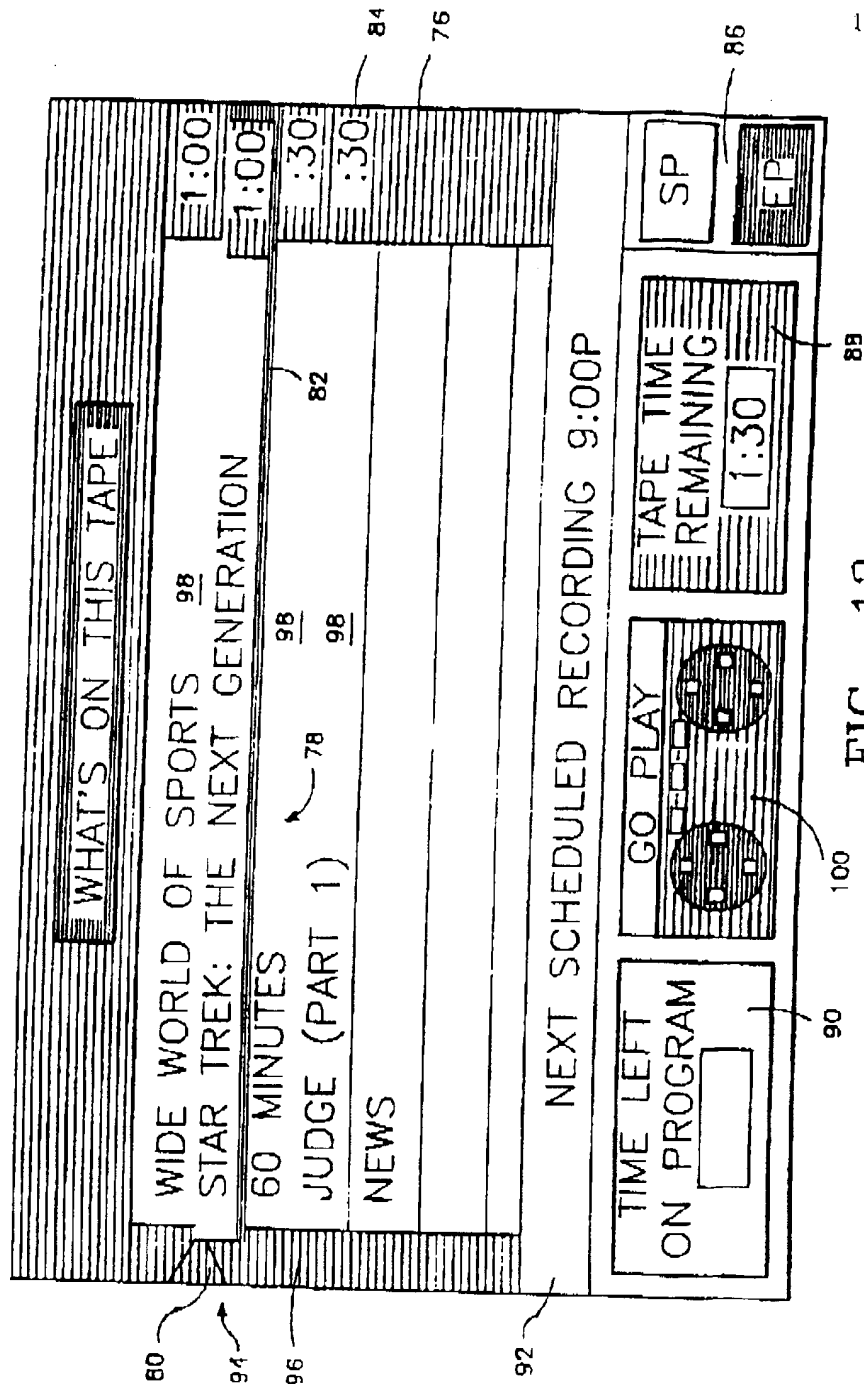 WHAT'S ON THIS TAPE
WIDE WORLD OF SPORTS 98 1:00
STAR TREK: THE NEXT GENERATION 1:00
60 MINUTES 98 :30
JUDGE (PART 1) 98 :30
NEWS
NEXT SCHEDULED RECORDING 9:00P
TIME LEFT
ON PROGRAM
GO PLAY
TAPE TIME
REMAINING
1:30
SP
EP
80
94
96
92
78
82
84
76
90
100
88
86
FIG
1